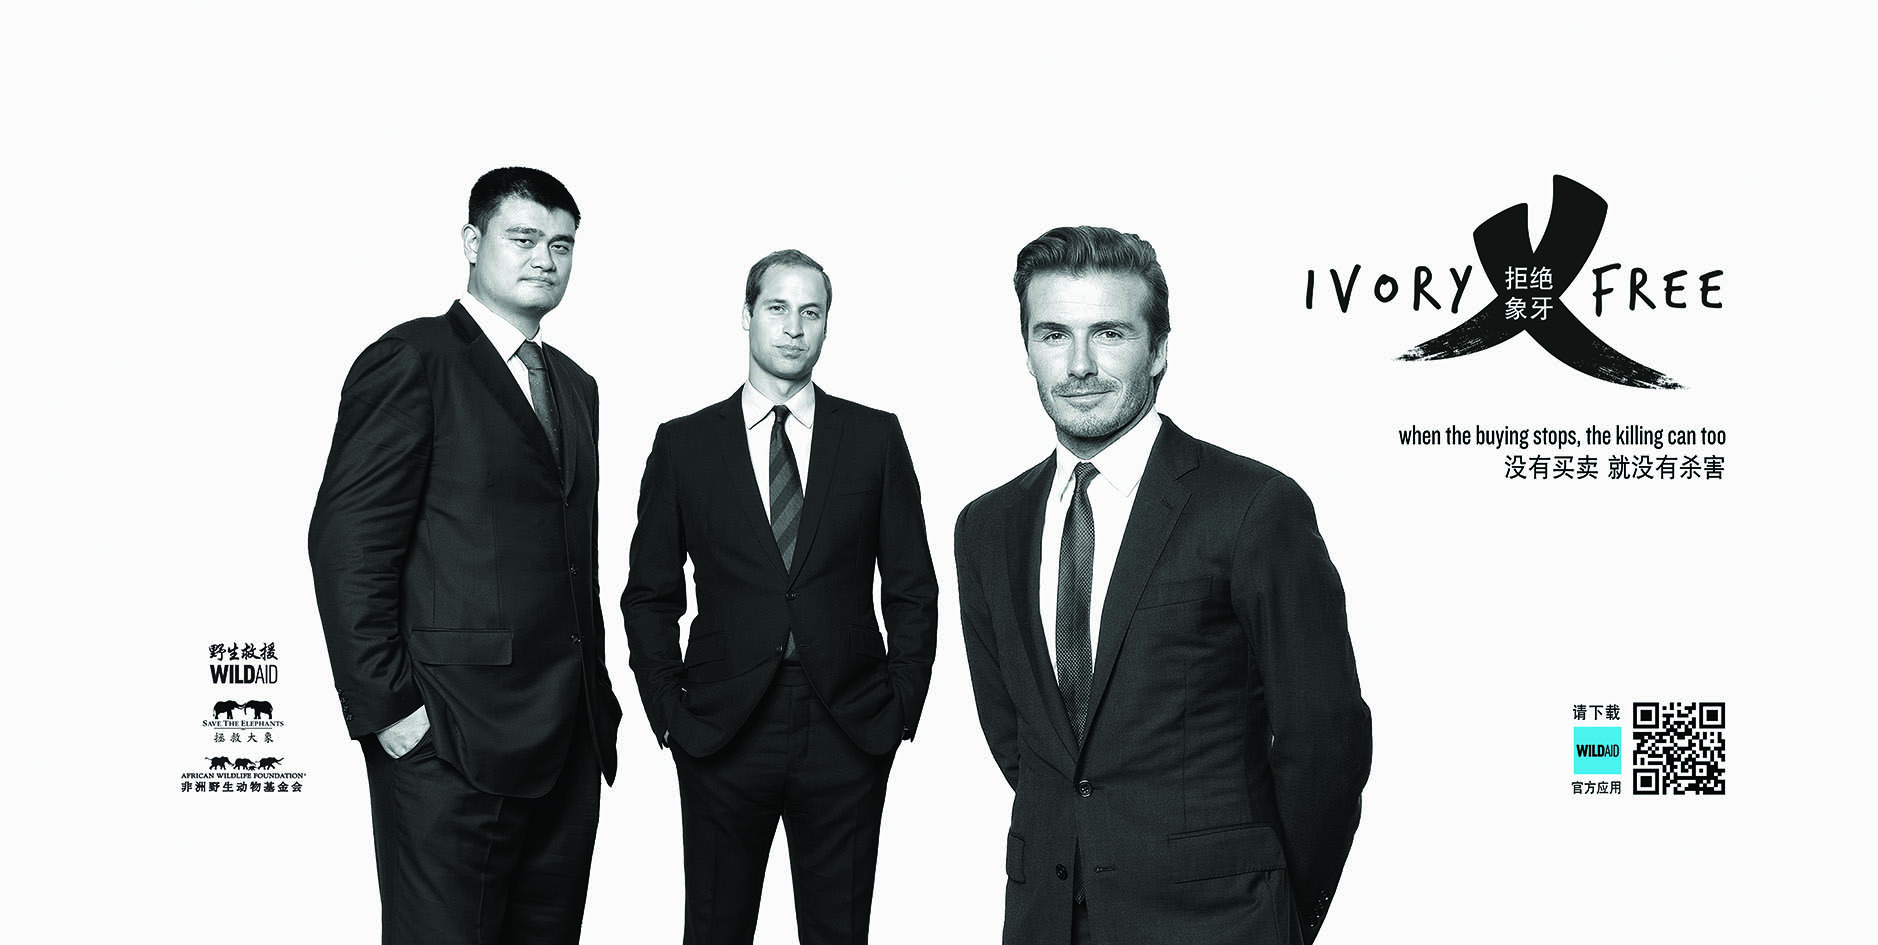 IVORY FREE
拒绝
象牙
when the buying stops, the killing can too
没有买卖 就没有杀害
野生救援
WILDAID
SAVE THE ELEPHANTS
拯救大象
AFRICAN WILDLIFE FOUNDATION®
非洲野生动物基金会
请下载
WILDAID
官方应用